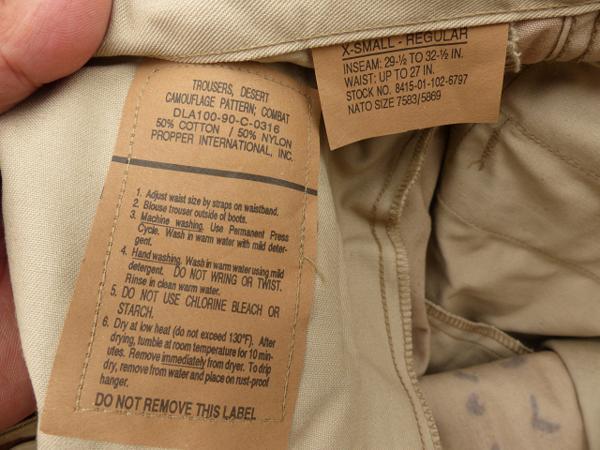 TROUSERS, DESERT
CAMOUFLAGE PATTERN; COMBAT
DLA100-90-C-0316
50% COTTON / 50% NYLON
PROPPER INTERNATIONAL, INC.
1. Adjust waist size by straps on waistband.
2. Blouse trouser outside of boots.
3. Machine washing. Use Permanent Press
Cycle. Wash in warm water with mild deter-
gent.
4. Hand washing. Wash in warm water using mild
detergent. DO NOT WRING OR TWIST.
Rinse in clean warm water.
5. DO NOT USE CHLORINE BLEACH OR
STARCH.
6. Dry at low heat (do not exceed 130°F). After
drying, tumble at room temperature for 10 min-
utes. Remove immediately from dryer. To drip
dry, remove from water and place on rust-proof
hanger.
DO NOT REMOVE THIS LABEL
X-SMALL - REGULAR
INSEAM: 29-½ TO 32-½ IN.
WAIST: UP TO 27 IN.
STOCK NO. 8415-01-102-6797
NATO SIZE 7583/5869